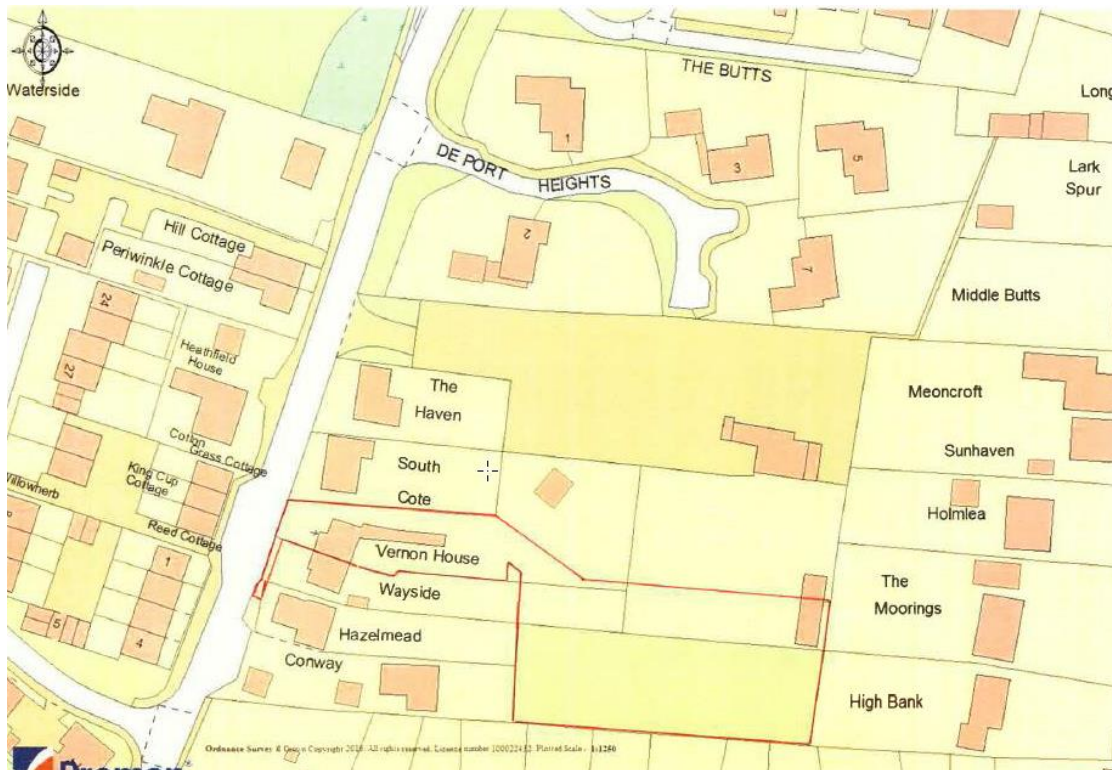 Waterside
THE BUTTS
Long
1
3
5
DE PORT HEIGHTS
Lark
Spur
Hill Cottage
2
Periwinkle Cottage
7
Middle Butts
24
Heathfield
House
27
The
Haven
Meoncroft
Cotton
Grass Cottage
South
Cote
Sunhaven
King Cup
Cottage
Willowherb
Holmlea
Reed Cottage
1
Vernon House
Wayside
The
Moorings
5
4
Hazelmead
Conway
High Bank
Ordnance Survey © Crown Copyright 2018. All rights reserved. Licence number 100022432. Plotted Scale - 1:1250